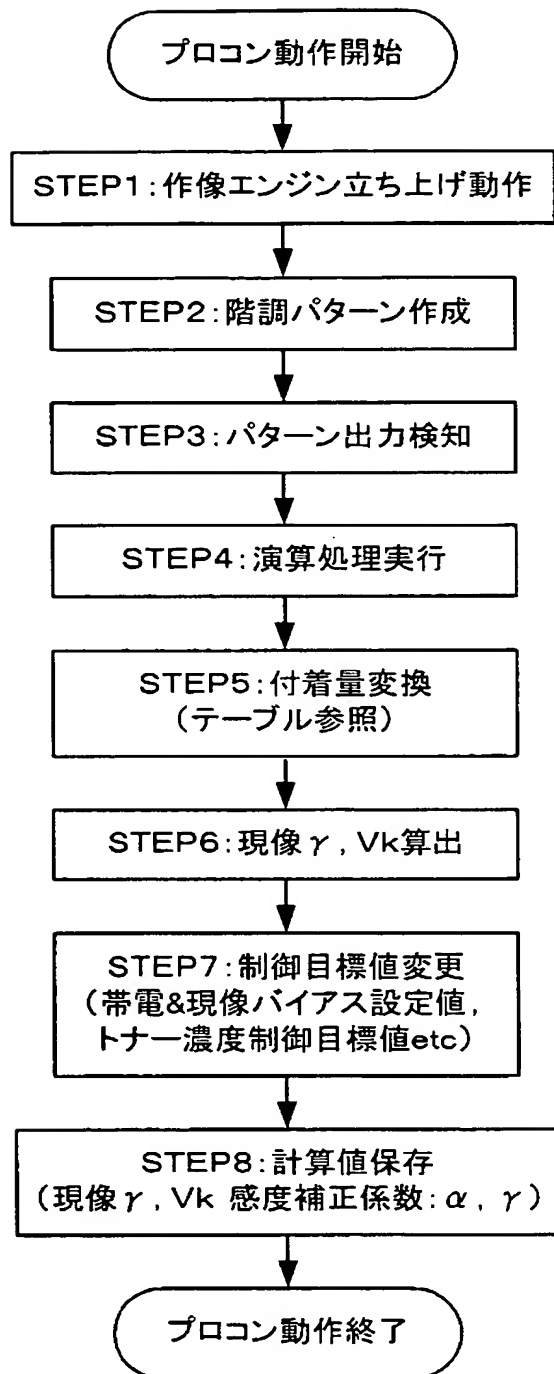 プロコン動作開始
STEP1:作像エンジン立ち上げ動作
STEP2:階調パターン作成
STEP3:パターン出力検知
STEP4:演算処理実行
STEP5:付着量変換
(テーブル参照)
STEP6:現像γ, Vk算出
STEP7:制御目標値変更
(帯電&現像バイアス設定値,
トナー濃度制御目標値etc)
STEP8:計算値保存
(現像γ, Vk 感度補正係数:α, γ)
プロコン動作終了